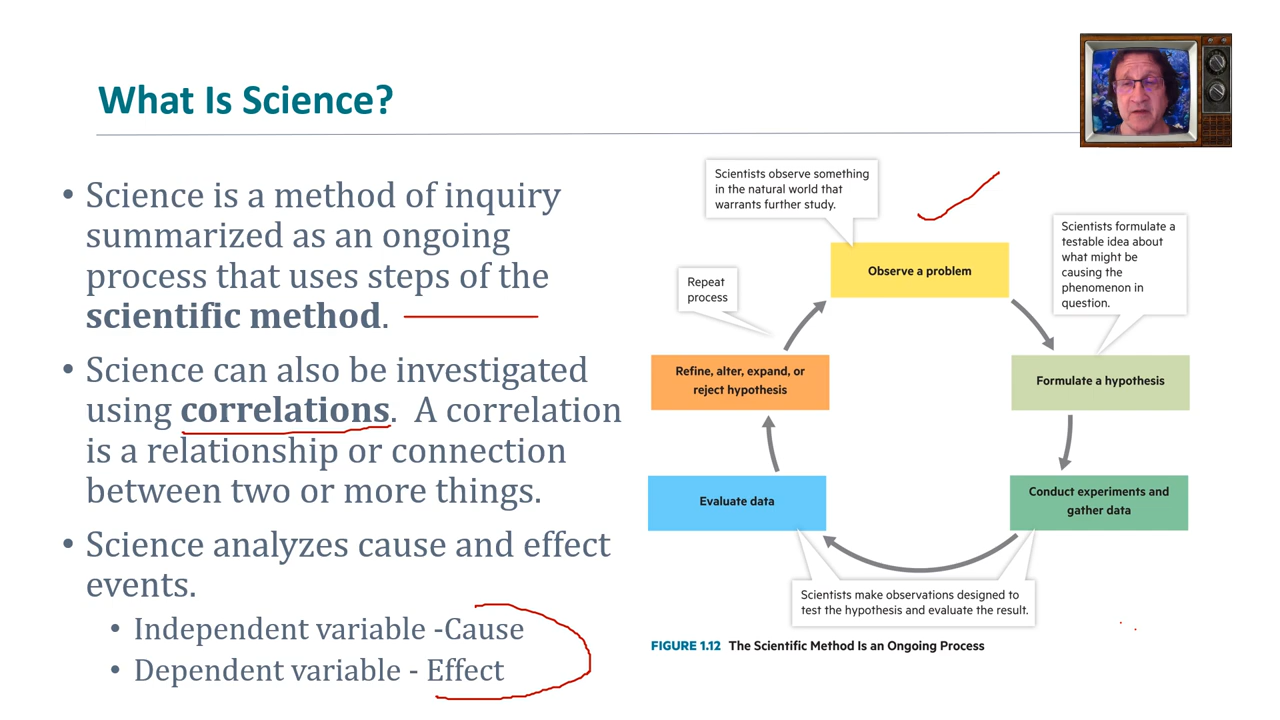 What Is Science?
• Science is a method of inquiry
summarized as an ongoing
process that uses steps of the
scientific method.
• Science can also be investigated
using correlations. A correlation
is a relationship or connection
between two or more things.
• Science analyzes cause and effect
events.
• Independent variable -Cause
• Dependent variable - Effect
Scientists observe something
in the natural world that
warrants further study.
Observe a problem
Scientists formulate a
testable idea about
what might be
causing the
phenomenon in
question.
Formulate a hypothesis
Conduct experiments and
gather data
Scientists make observations designed to
test the hypothesis and evaluate the result.
Evaluate data
Refine, alter, expand, or
reject hypothesis
Repeat
process
FIGURE 1.12 The Scientific Method Is an Ongoing Process